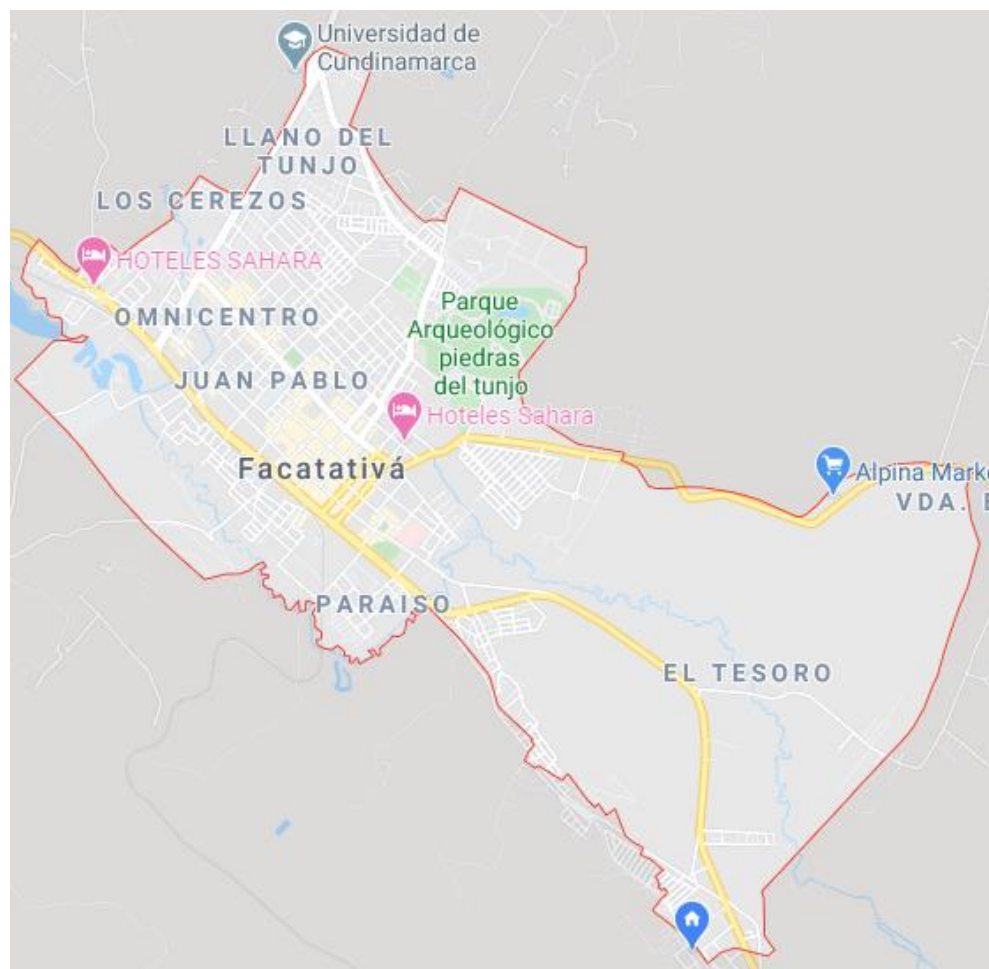 Universidad de
Cundinamarca
LLANO DEL
TUNJO
LOS CEREZOS
HOTELES SAHARA
OMNICENTRO
Parque
Arqueológico
piedras
del tunjo
JUAN PABLO
Hoteles Sahara
Facatativá
Alpina Marke
VDA. E
PARAISO
EL TESORO